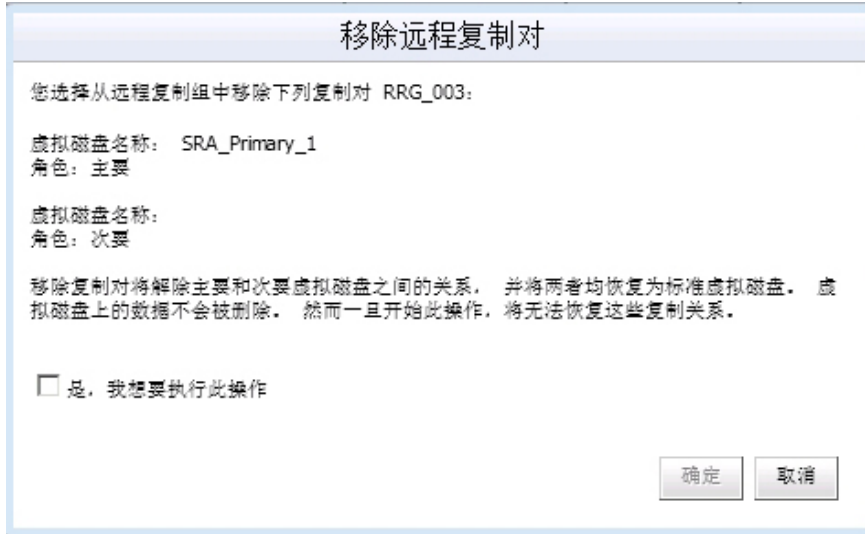 移除远程复制对
您选择从远程复制组中移除下列复制对 RRG_003:
虚拟磁盘名称: SRA_Primary_1
角色: 主要
虚拟磁盘名称:
角色: 次要
移除复制对将解除主要和次要虚拟磁盘之间的关系, 并将两者均恢复为标准虚拟磁盘。 虚
拟磁盘上的数据不会被删除。 然而一旦开始此操作, 将无法恢复这些复制关系。
是, 我想要执行此操作
确定
取消